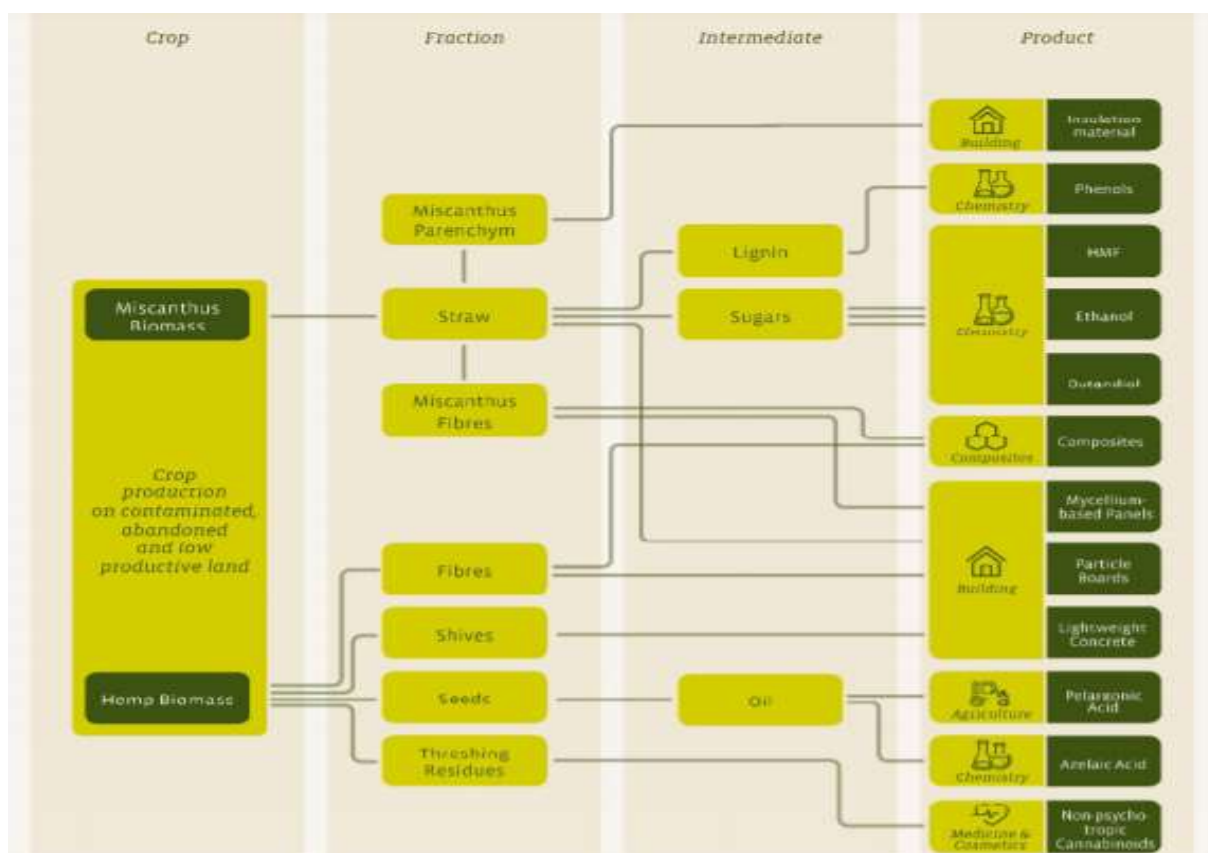 Crop
Fraction
Intermediate
Product
Insulation
material
Building
Phenols
Chemistry
Miscanthus
Parenchym
Lignin
HMF
Miscanthus
Biomass
Straw
Sugars
Ethanol
Chemistry
Butandiol
Miscanthus
Fibres
Composites
Composites
Crop
production
on contaminated,
abandoned
and low
productive land
Mycellium-
based Panels
Fibres
Particle
Boards
Building
Shives
Lightweight
Concrete
Hemp Biomass
Seeds
Oil
Agriculture
Pelargonic
Acid
Threshing
Residues
Chemistry
Azelaic Acid
Medicine &
Cosmetics
Non-psycho
tropic
Cannabinoids